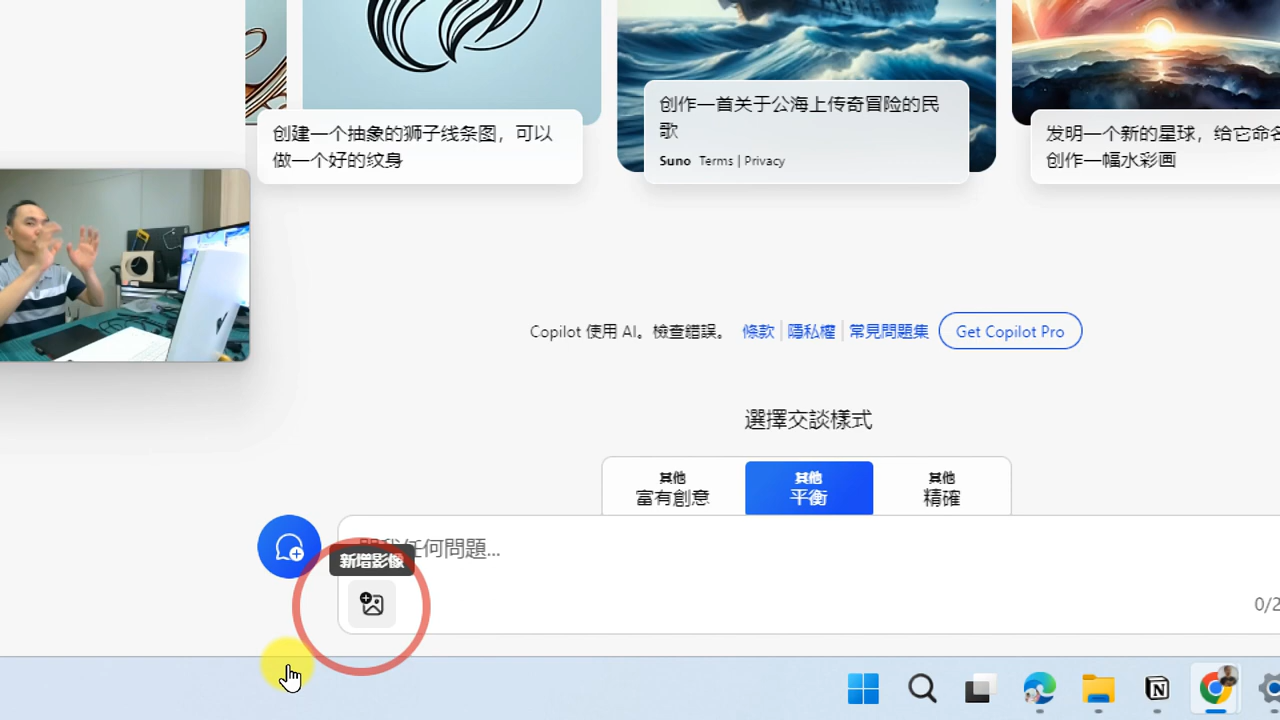 创建一个抽象的狮子线条图，可以
做一个好的纹身
创作一首关于公海上传奇冒险的民
歌
Suno Terms | Privacy
发明一个新的星球，给它命名
创作一幅水彩画
Copilot 使用 AI。檢查錯誤。 條款 | 隱私權 | 常見問題集 Get Copilot Pro
選擇交談樣式
其他 其他 其他
富有創意 平衡 精確
任何問題...
新增影像
0/2